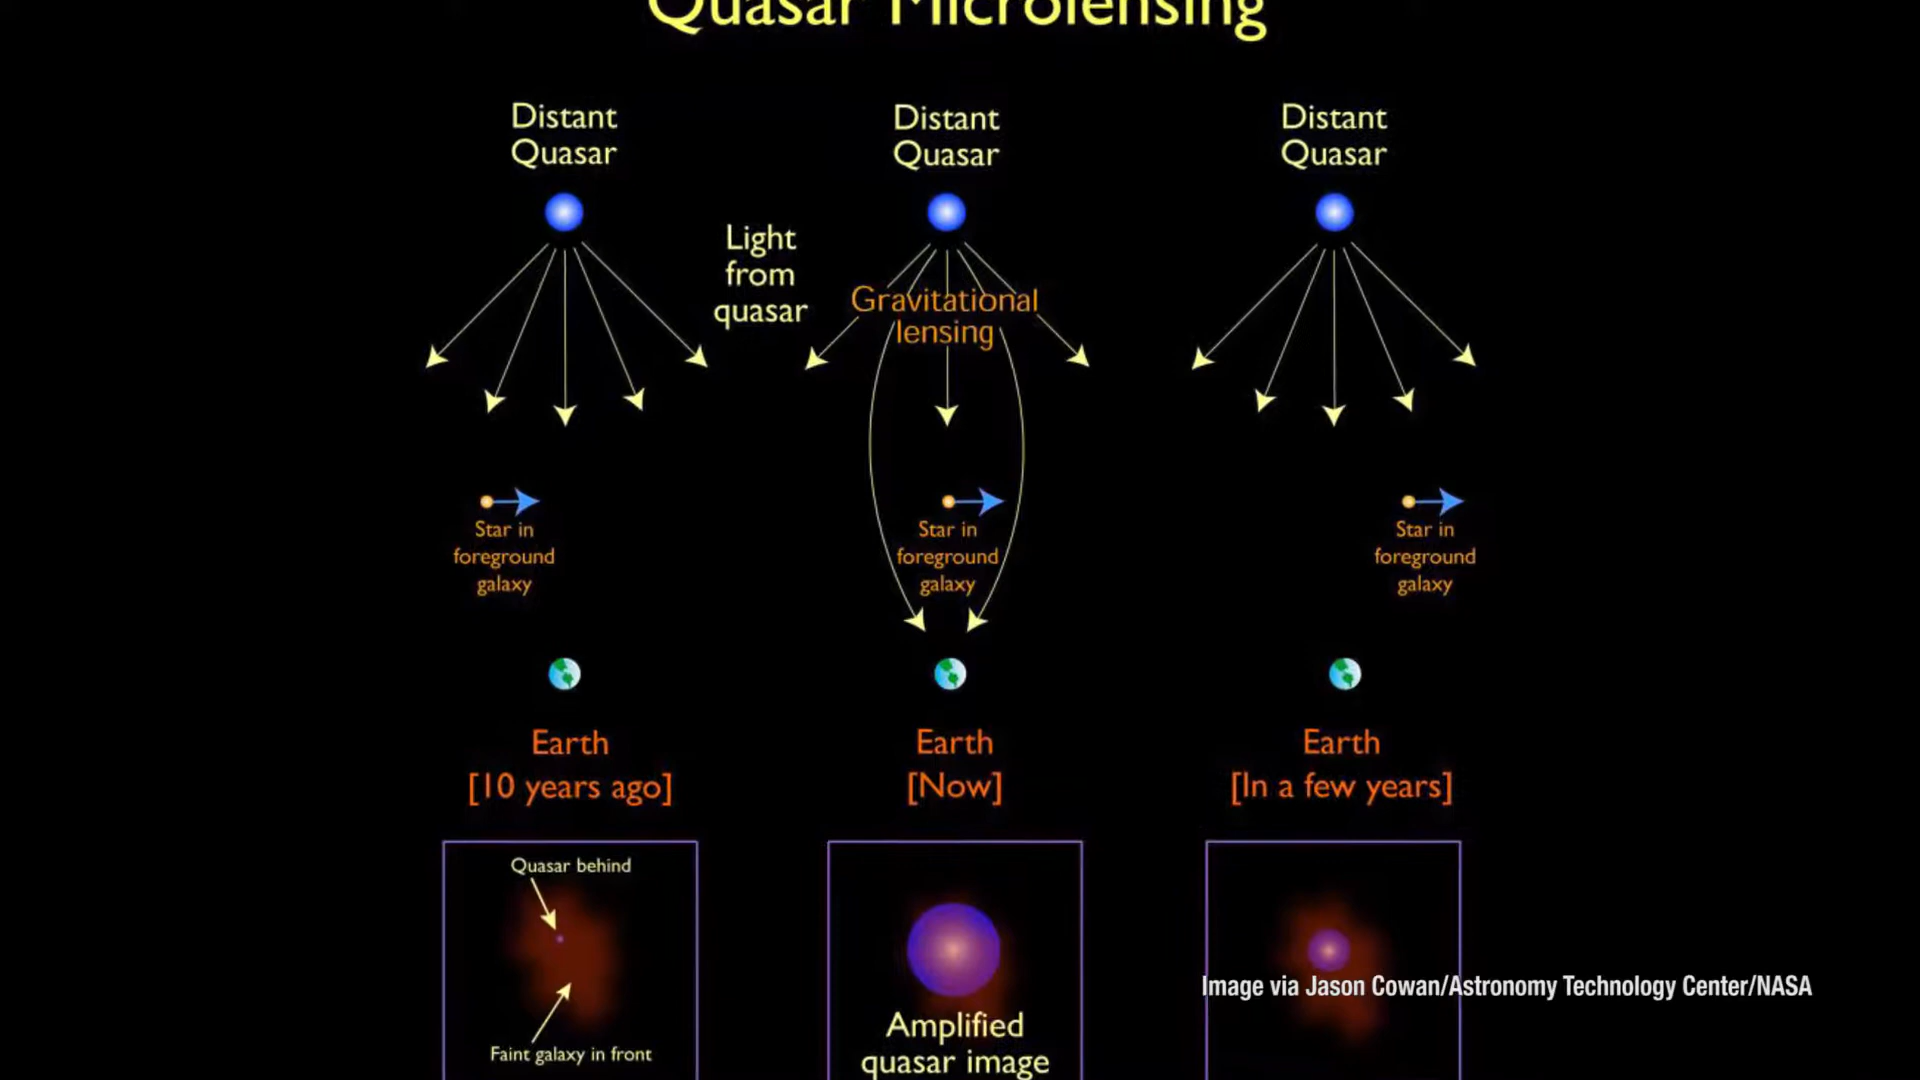 Quasar Microlensing
Distant
Quasar
Distant
Quasar
Distant
Quasar
Light
from
quasar
Gravitational
lensing
Star in
foreground
galaxy
Star in
foreground
galaxy
Star in
foreground
galaxy
Earth
[10 years ago]
Earth
[Now]
Earth
[In a few years]
Quasar behind
Faint galaxy in front
Amplified
quasar image
Image via Jason Cowan/Astronomy Technology Center/NASA